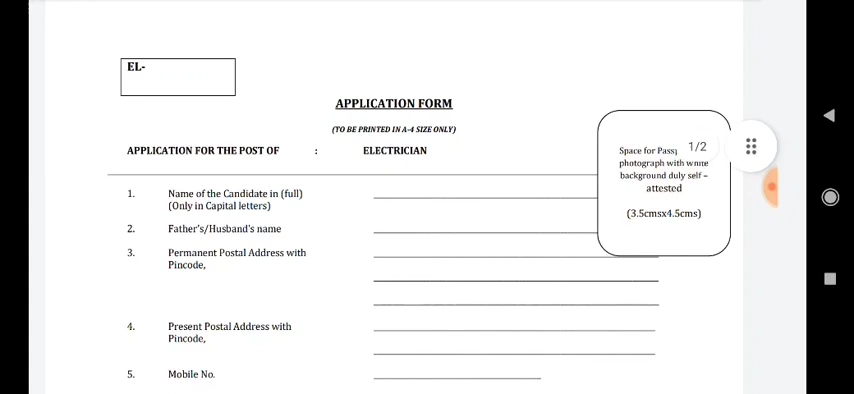 EL-
APPLICATION FORM
(TO BE PRINTED IN A-4 SIZE ONLY)
APPLICATION FOR THE POST OF : ELECTRICIAN
Space for
photograph with white
background duly self –
attested
(3.5cmsx4.5cms)
1/2
1. Name of the Candidate in (full)
(Only in Capital letters)
2. Father's/Husband's name
3. Permanent Postal Address with
Pincode,
4. Present Postal Address with
Pincode,
5. Mobile No.